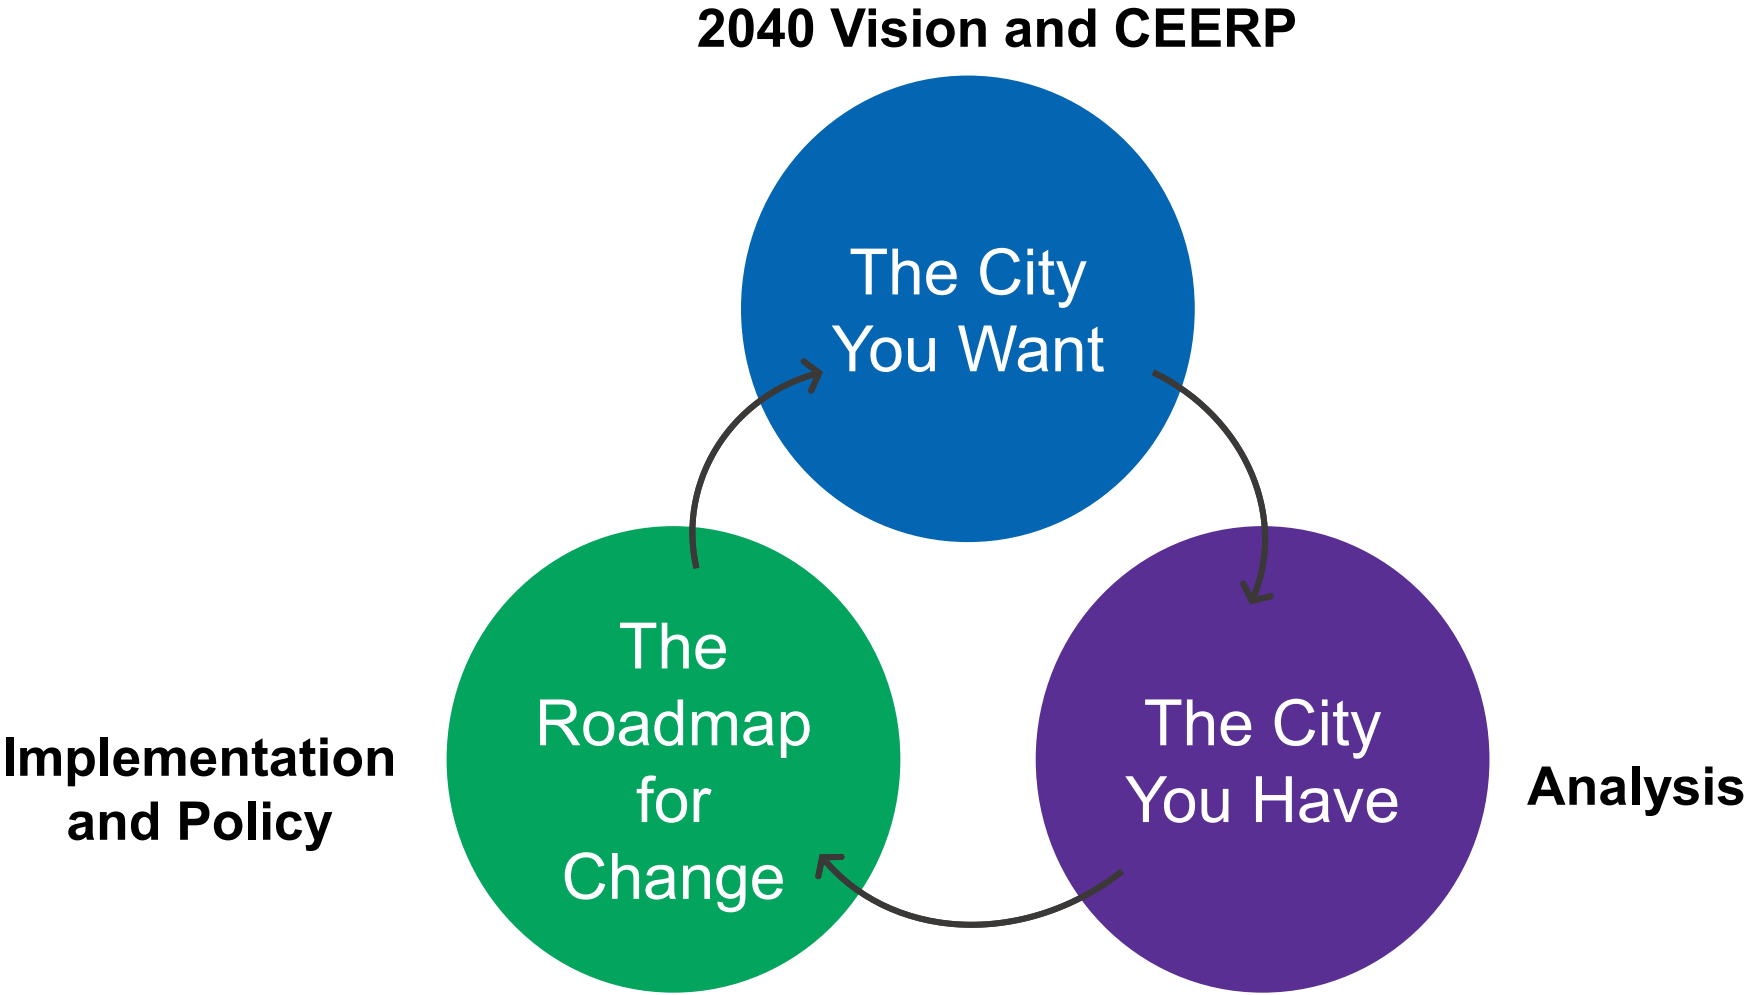 2040 Vision and CEERP
The City
You Want
The
Roadmap
for
Change
Implementation
and Policy
The City
You Have
Analysis